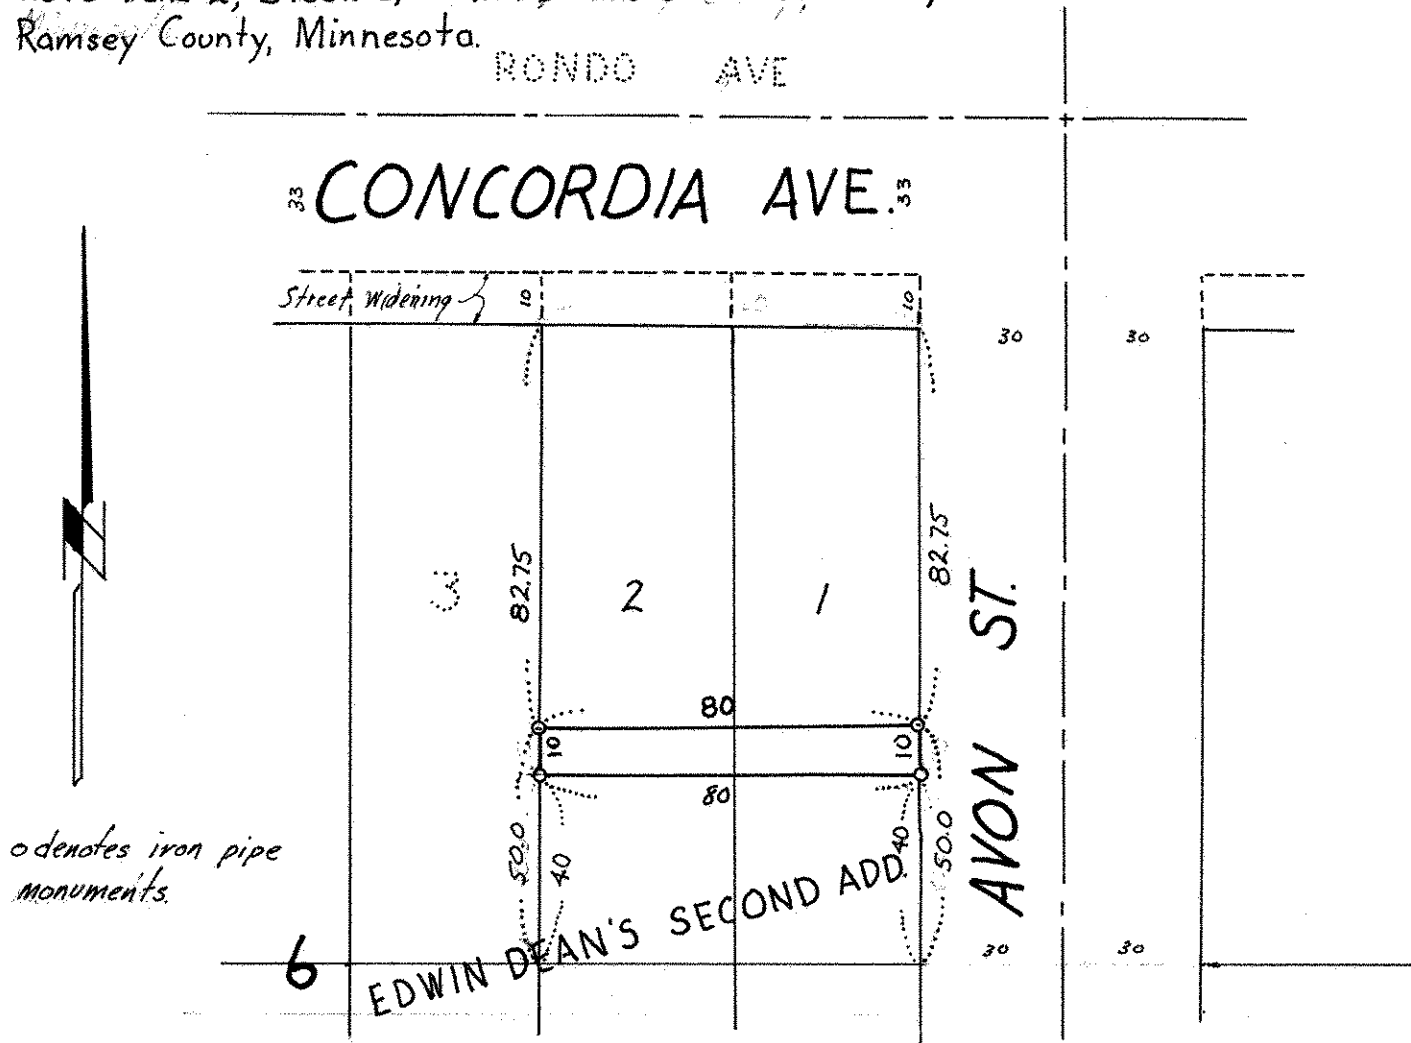 Ramsey County, Minnesota.
RONDO AVE
33 CONCORDIA AVE. 33
Street Widening 10 10
30 30
82.75 82.75
3 2 1
ST.
80
10 10
80
AVON
50.0 40 40 50.0
o denotes iron pipe
monuments.
EDWIN DEAN'S SECOND ADD.
30 30
6